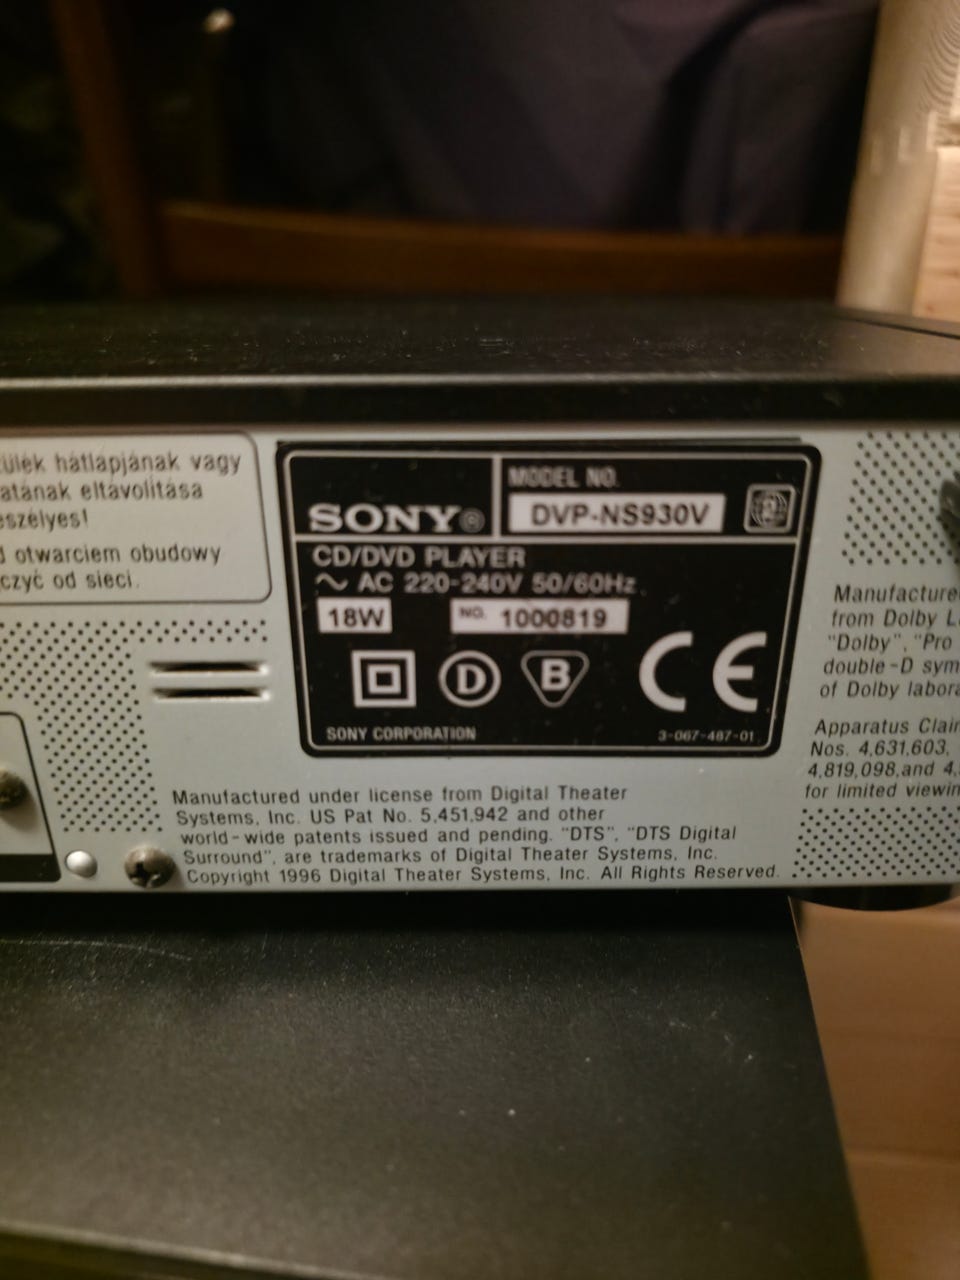 ülék hátlapjának vagy
atának eltávolítása
eszélyes!
otwarciem obudowy
czyć od sieci.
SONY®
MODEL NO.
DVP-NS930V
2
CD/DVD PLAYER
~ AC 220-240V 50/60Hz
18W
NO. 1000819
D
B
CE
SONY CORPORATION
3-067-487-01
Manufactured under license from Digital Theater
Systems, Inc. US Pat No. 5,451,942 and other
world-wide patents issued and pending. "DTS", "DTS Digital
Surround", are trademarks of Digital Theater Systems, Inc.
Copyright 1996 Digital Theater Systems, Inc. All Rights Reserved.
Manufacture
from Dolby L
"Dolby", "Pro
double-D sym
of Dolby labora
Apparatus Clai
Nos. 4,631,603,
4,819,098,and 4,
for limited viewin